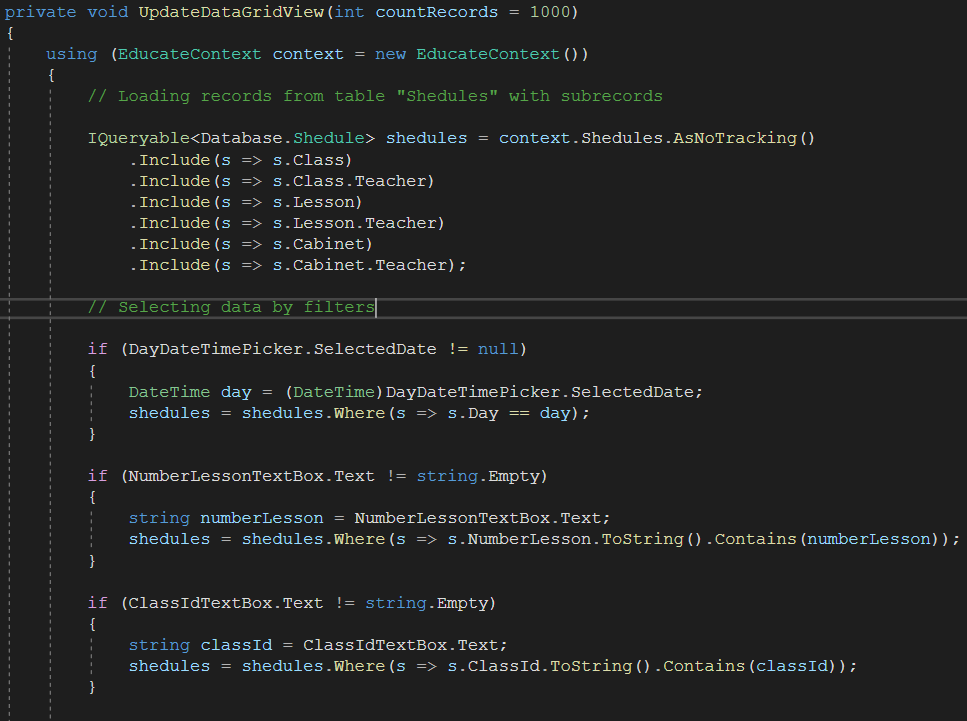 private void UpdateDataGridView(int countRecords = 1000)
{
using (EducateContext context = new EducateContext())
{
// Loading records from table "Shedules" with subrecords
IQueryable<Database.Shedule> shedules = context.Shedules.AsNoTracking()
.Include(s => s.Class)
.Include(s => s.Class.Teacher)
.Include(s => s.Lesson)
.Include(s => s.Lesson.Teacher)
.Include(s => s.Cabinet)
.Include(s => s.Cabinet.Teacher);
// Selecting data by filters
if (DayDateTimePicker.SelectedDate != null)
{
DateTime day = (DateTime)DayDateTimePicker.SelectedDate;
shedules = shedules.Where(s => s.Day == day);
}
if (NumberLessonTextBox.Text != string.Empty)
{
string numberLesson = NumberLessonTextBox.Text;
shedules = shedules.Where(s => s.NumberLesson.ToString().Contains(numberLesson));
}
if (ClassIdTextBox.Text != string.Empty)
{
string classId = ClassIdTextBox.Text;
shedules = shedules.Where(s => s.ClassId.ToString().Contains(classId));
}